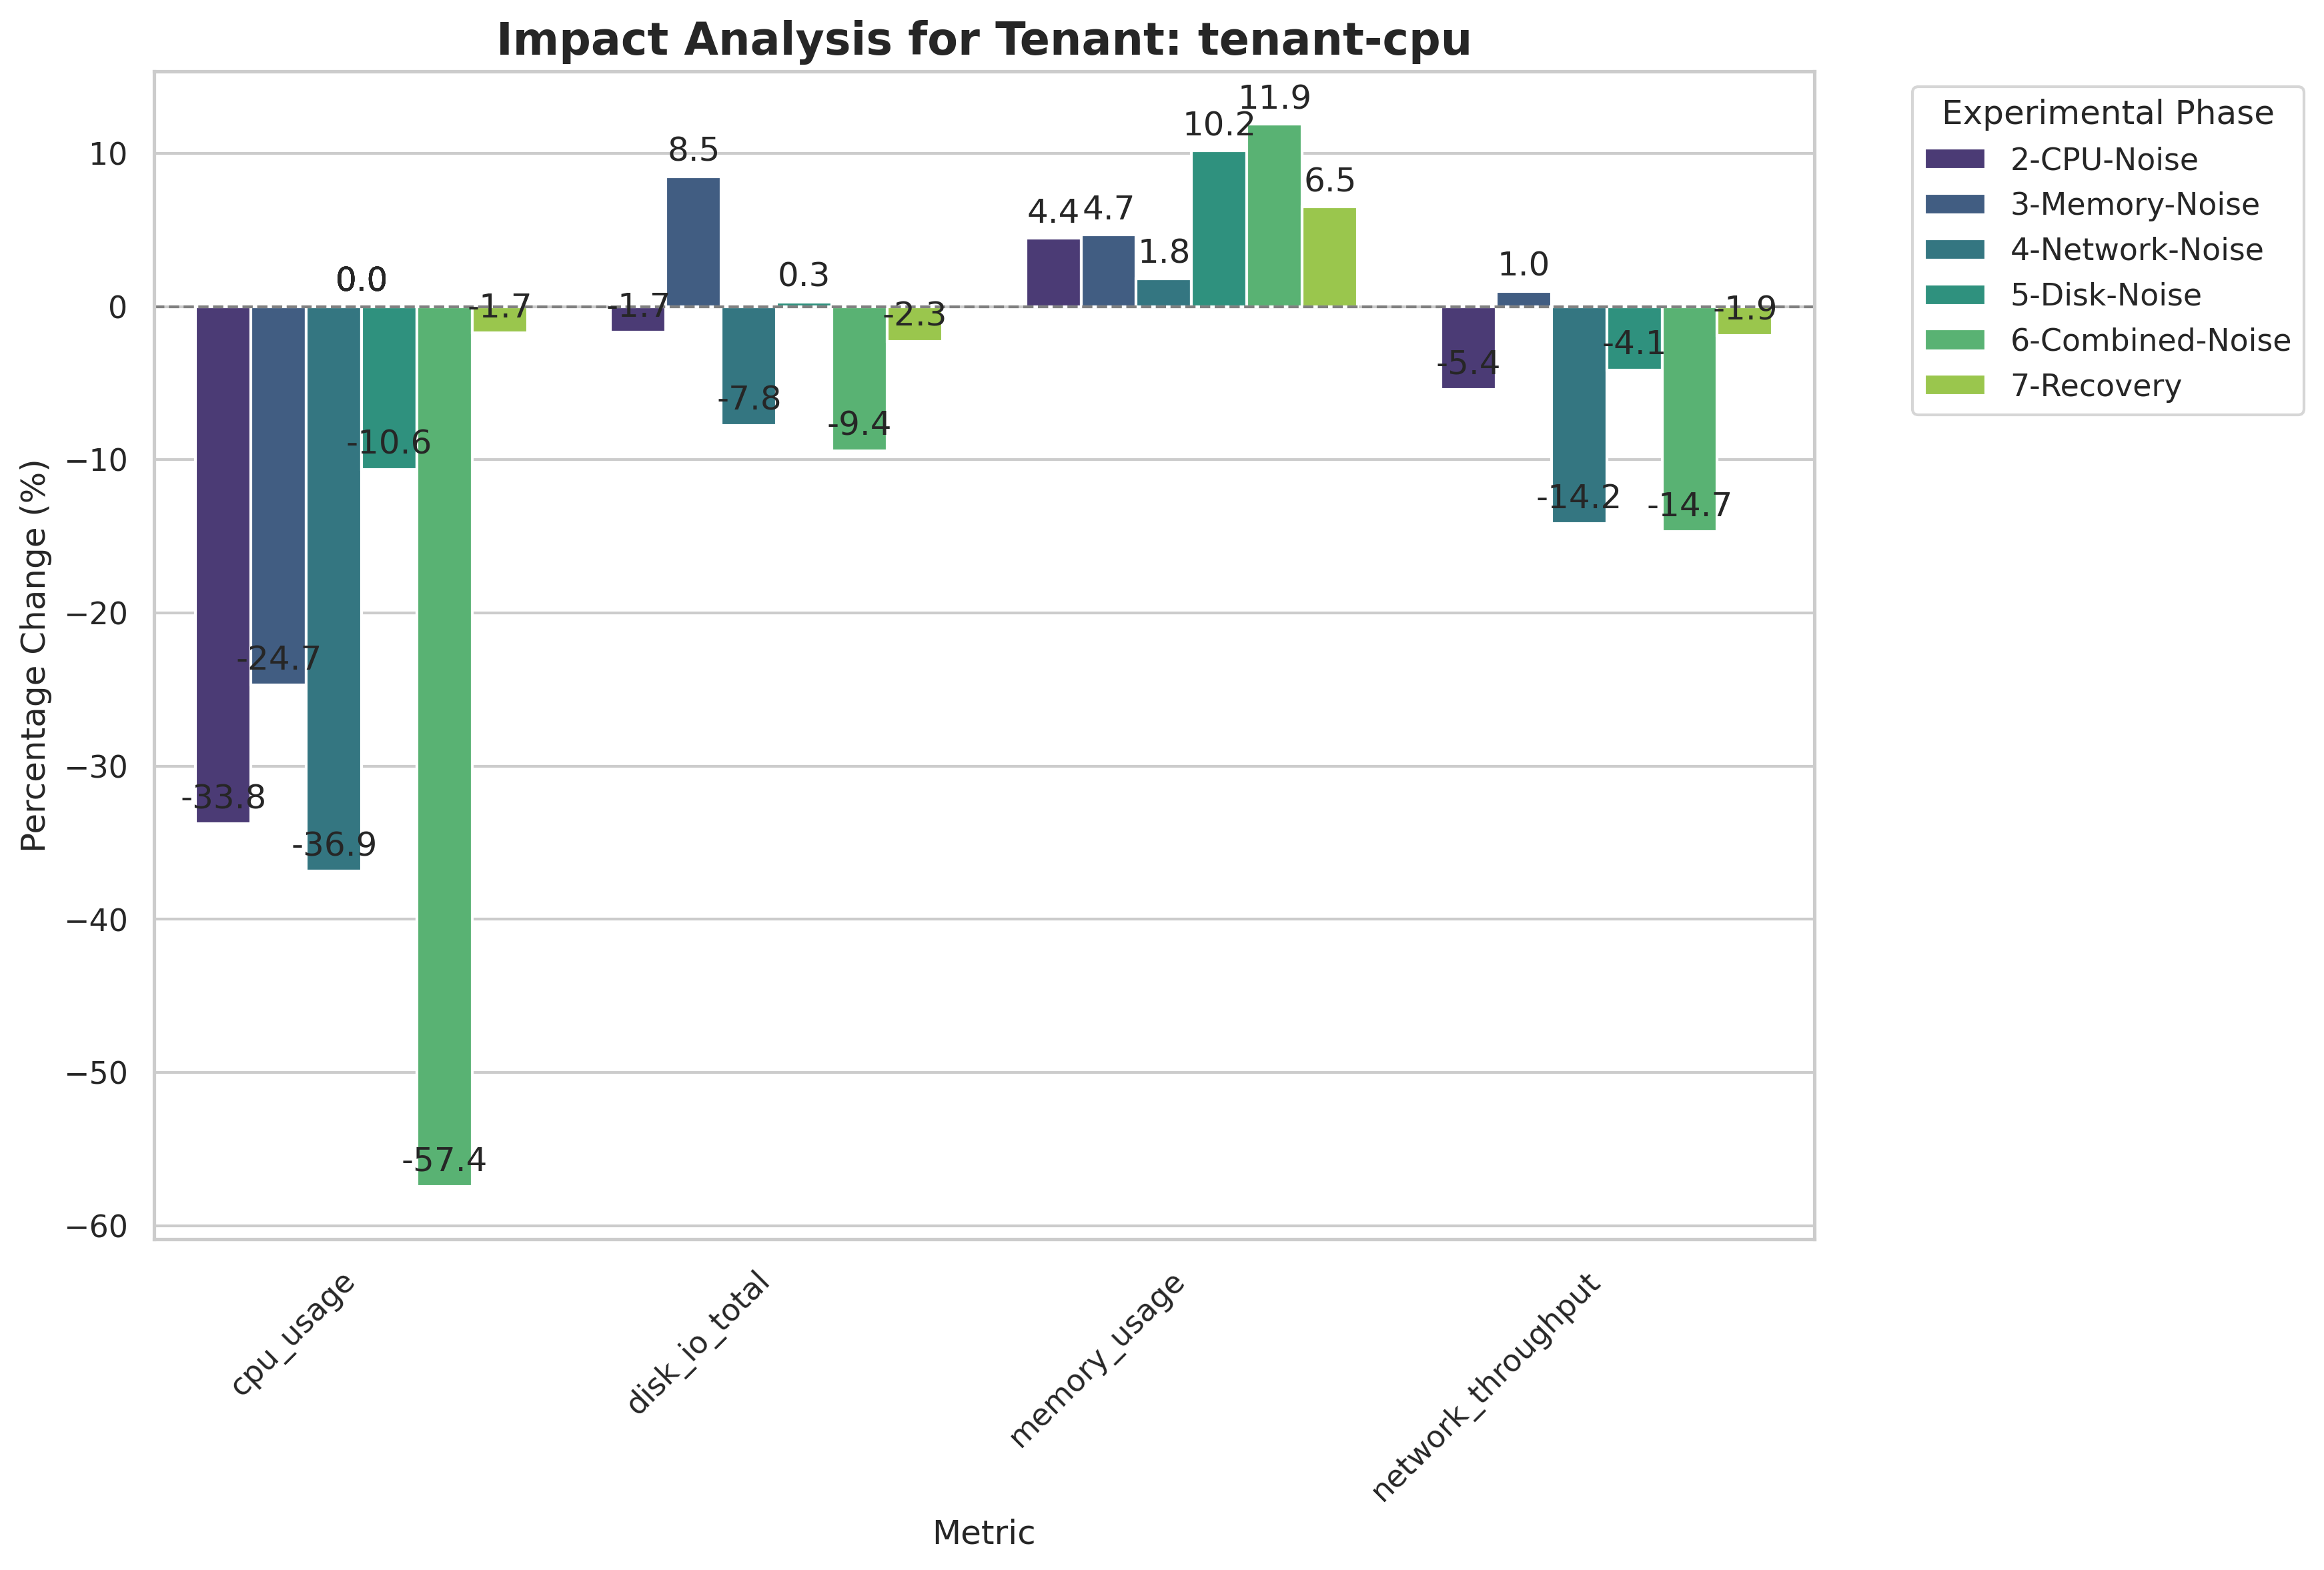 Impact Analysis for Tenant: tenant-cpu
Percentage Change (%)
10
0
−10
−20
−30
−40
−50
−60
-33.8
-24.7
-36.9
0.0
-10.6
-57.4
-1.7
-1.7
8.5
-7.8
0.3
-9.4
-2.3
4.4
4.7
1.8
10.2
11.9
6.5
-5.4
1.0
-14.2
-4.1
-14.7
-1.9
cpu_usage
disk_io_total
memory_usage
network_throughput
Metric
Experimental Phase
2-CPU-Noise
3-Memory-Noise
4-Network-Noise
5-Disk-Noise
6-Combined-Noise
7-Recovery